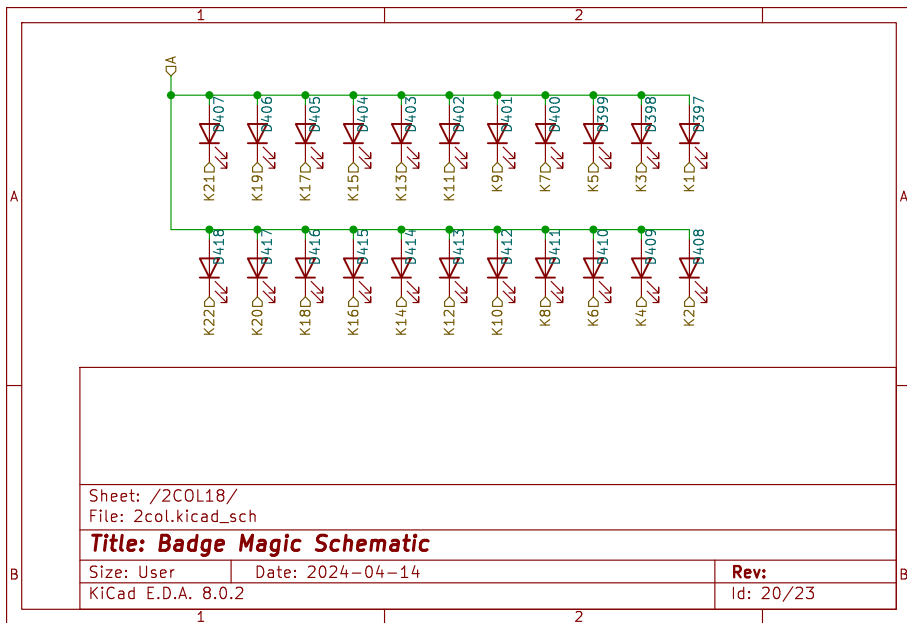 1 2
A
D407 D406 D405 D404 D403 D402 D401 D400 D399 D398 D397
K21 K19 K17 K15 K13 K11 K9 K7 K5 K3 K1
A A
D418 D417 D416 D415 D414 D413 D412 D411 D410 D409 D408
K22 K20 K18 K16 K14 K12 K10 K8 K6 K4 K2
Sheet: /2COL18/
File: 2col.kicad_sch
Title: Badge Magic Schematic
B B
Size: User Date: 2024-04-14 Rev:
KiCad E.D.A. 8.0.2 Id: 20/23
1 2